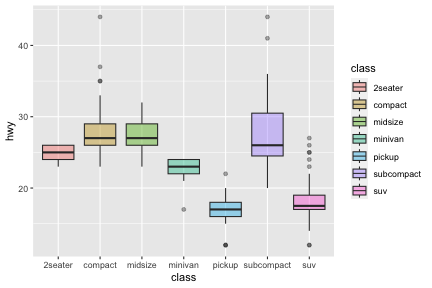 hwy
40
30
20
2seater compact midsize minivan pickup subcompact suv
class
class
2seater
compact
midsize
minivan
pickup
subcompact
suv